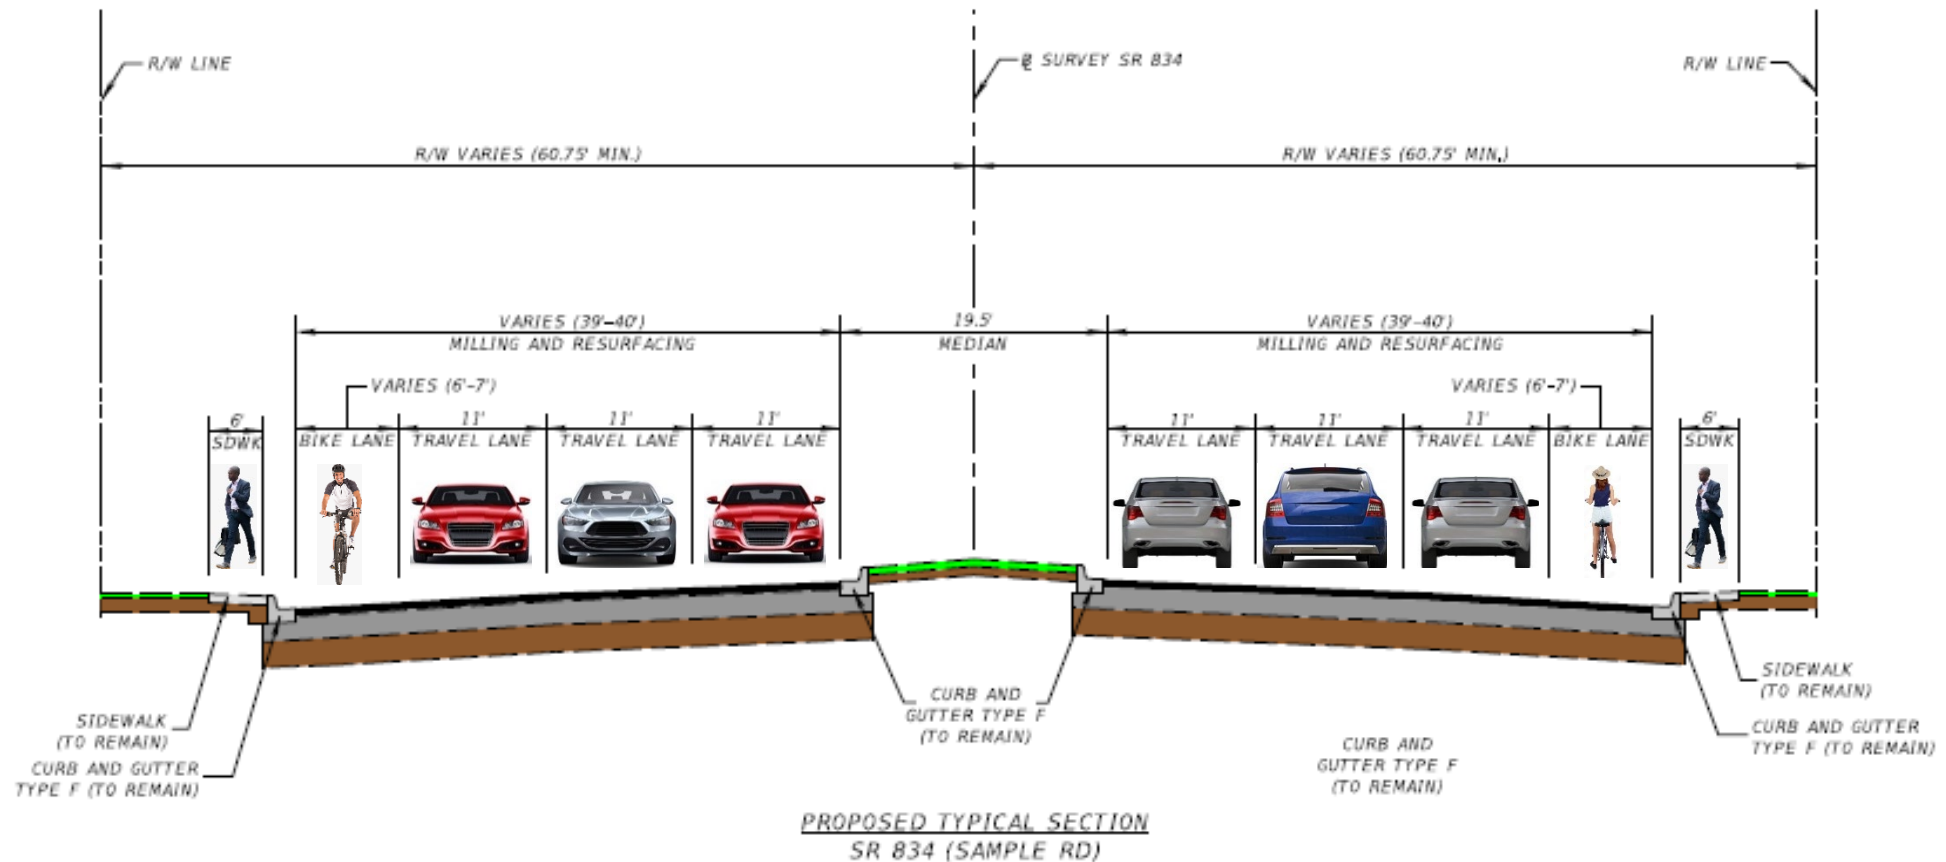 R/W LINE
℄ SURVEY SR 834
R/W LINE
R/W VARIES (60.75' MIN.)
R/W VARIES (60.75' MIN.)
VARIES (39'-40')
MILLING AND RESURFACING
19.5'
MEDIAN
VARIES (39'-40')
MILLING AND RESURFACING
VARIES (6'-7')
VARIES (6'-7')
6'
SDWK
BIKE LANE
11'
TRAVEL LANE
11'
TRAVEL LANE
11'
TRAVEL LANE
11'
TRAVEL LANE
11'
TRAVEL LANE
11'
TRAVEL LANE
BIKE LANE
6'
SDWK
SIDEWALK
(TO REMAIN)
CURB AND GUTTER
TYPE F (TO REMAIN)
CURB AND
GUTTER TYPE F
(TO REMAIN)
CURB AND
GUTTER TYPE F
(TO REMAIN)
SIDEWALK
(TO REMAIN)
CURB AND GUTTER
TYPE F (TO REMAIN)
PROPOSED TYPICAL SECTION
SR 834 (SAMPLE RD)